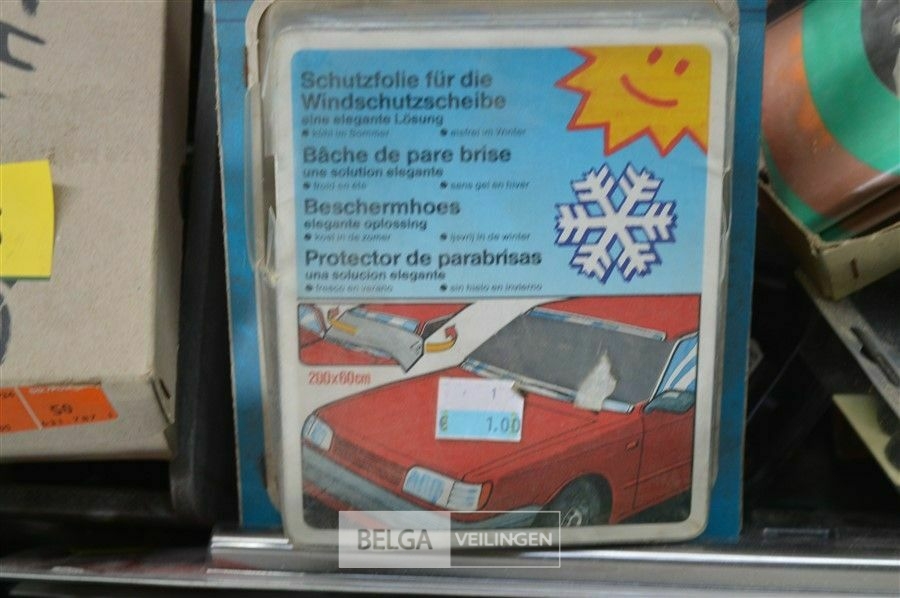 Schutzfolie für die
Windschutzscheibe
eine elegante Lösung
kühl im Sommer eisfrei im Winter
Bâche de pare brise
une solution elegante
froid en éte sans gel en hiver
Beschermhoes
elegante oplossing
koel in de zomer ijsvrij in de winter
Protector de parabrisas
una solucion elegante
fresco en verano sin hielo en invierno
200x60cm
1
€ 1.00
50
BELGA VEILINGEN